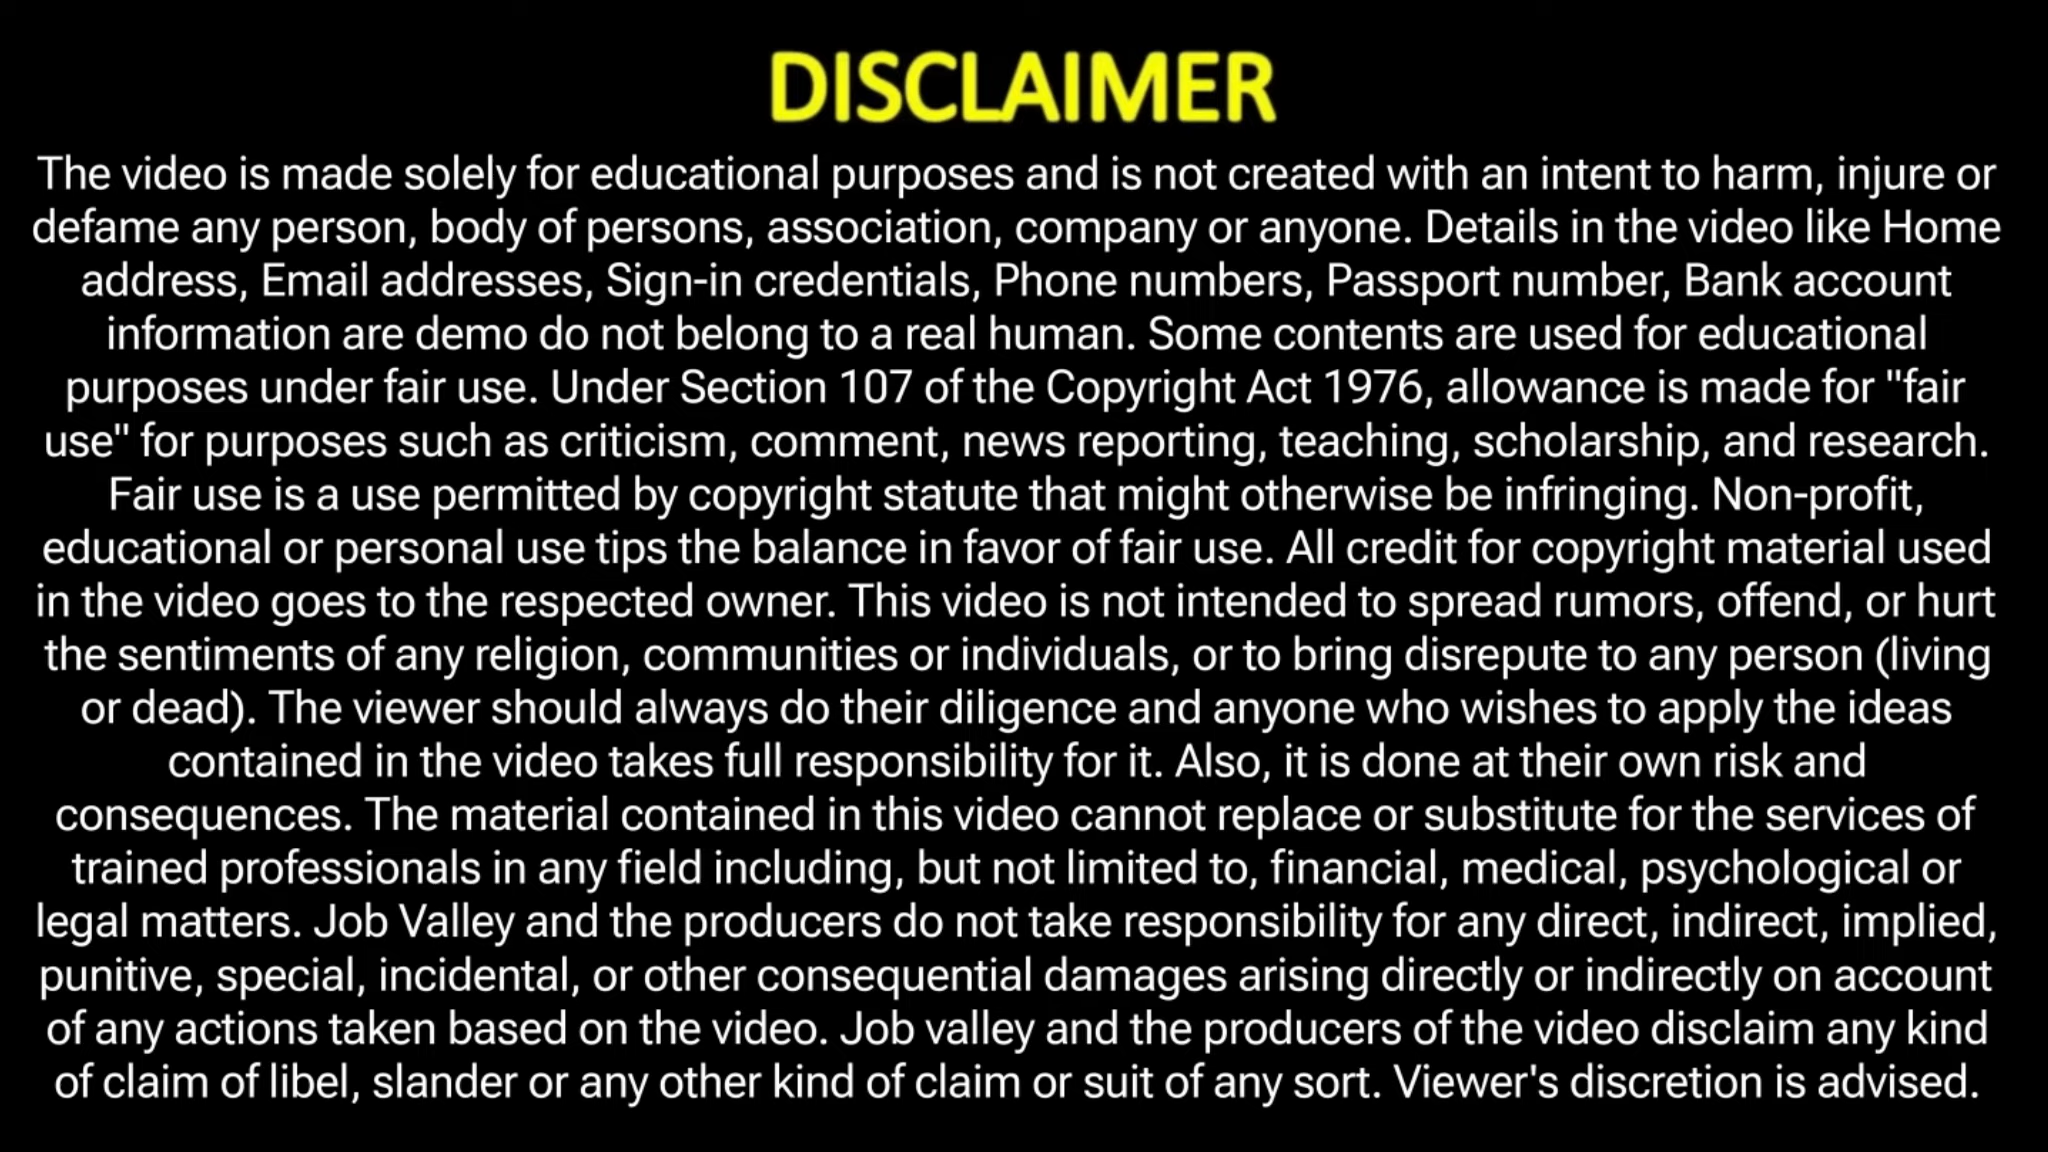 DISCLAIMER
The video is made solely for educational purposes and is not created with an intent to harm, injure or
defame any person, body of persons, association, company or anyone. Details in the video like Home
address, Email addresses, Sign-in credentials, Phone numbers, Passport number, Bank account
information are demo do not belong to a real human. Some contents are used for educational
purposes under fair use. Under Section 107 of the Copyright Act 1976, allowance is made for "fair
use" for purposes such as criticism, comment, news reporting, teaching, scholarship, and research.
Fair use is a use permitted by copyright statute that might otherwise be infringing. Non-profit,
educational or personal use tips the balance in favor of fair use. All credit for copyright material used
in the video goes to the respected owner. This video is not intended to spread rumors, offend, or hurt
the sentiments of any religion, communities or individuals, or to bring disrepute to any person (living
or dead). The viewer should always do their diligence and anyone who wishes to apply the ideas
contained in the video takes full responsibility for it. Also, it is done at their own risk and
consequences. The material contained in this video cannot replace or substitute for the services of
trained professionals in any field including, but not limited to, financial, medical, psychological or
legal matters. Job Valley and the producers do not take responsibility for any direct, indirect, implied,
punitive, special, incidental, or other consequential damages arising directly or indirectly on account
of any actions taken based on the video. Job valley and the producers of the video disclaim any kind
of claim of libel, slander or any other kind of claim or suit of any sort. Viewer's discretion is advised.